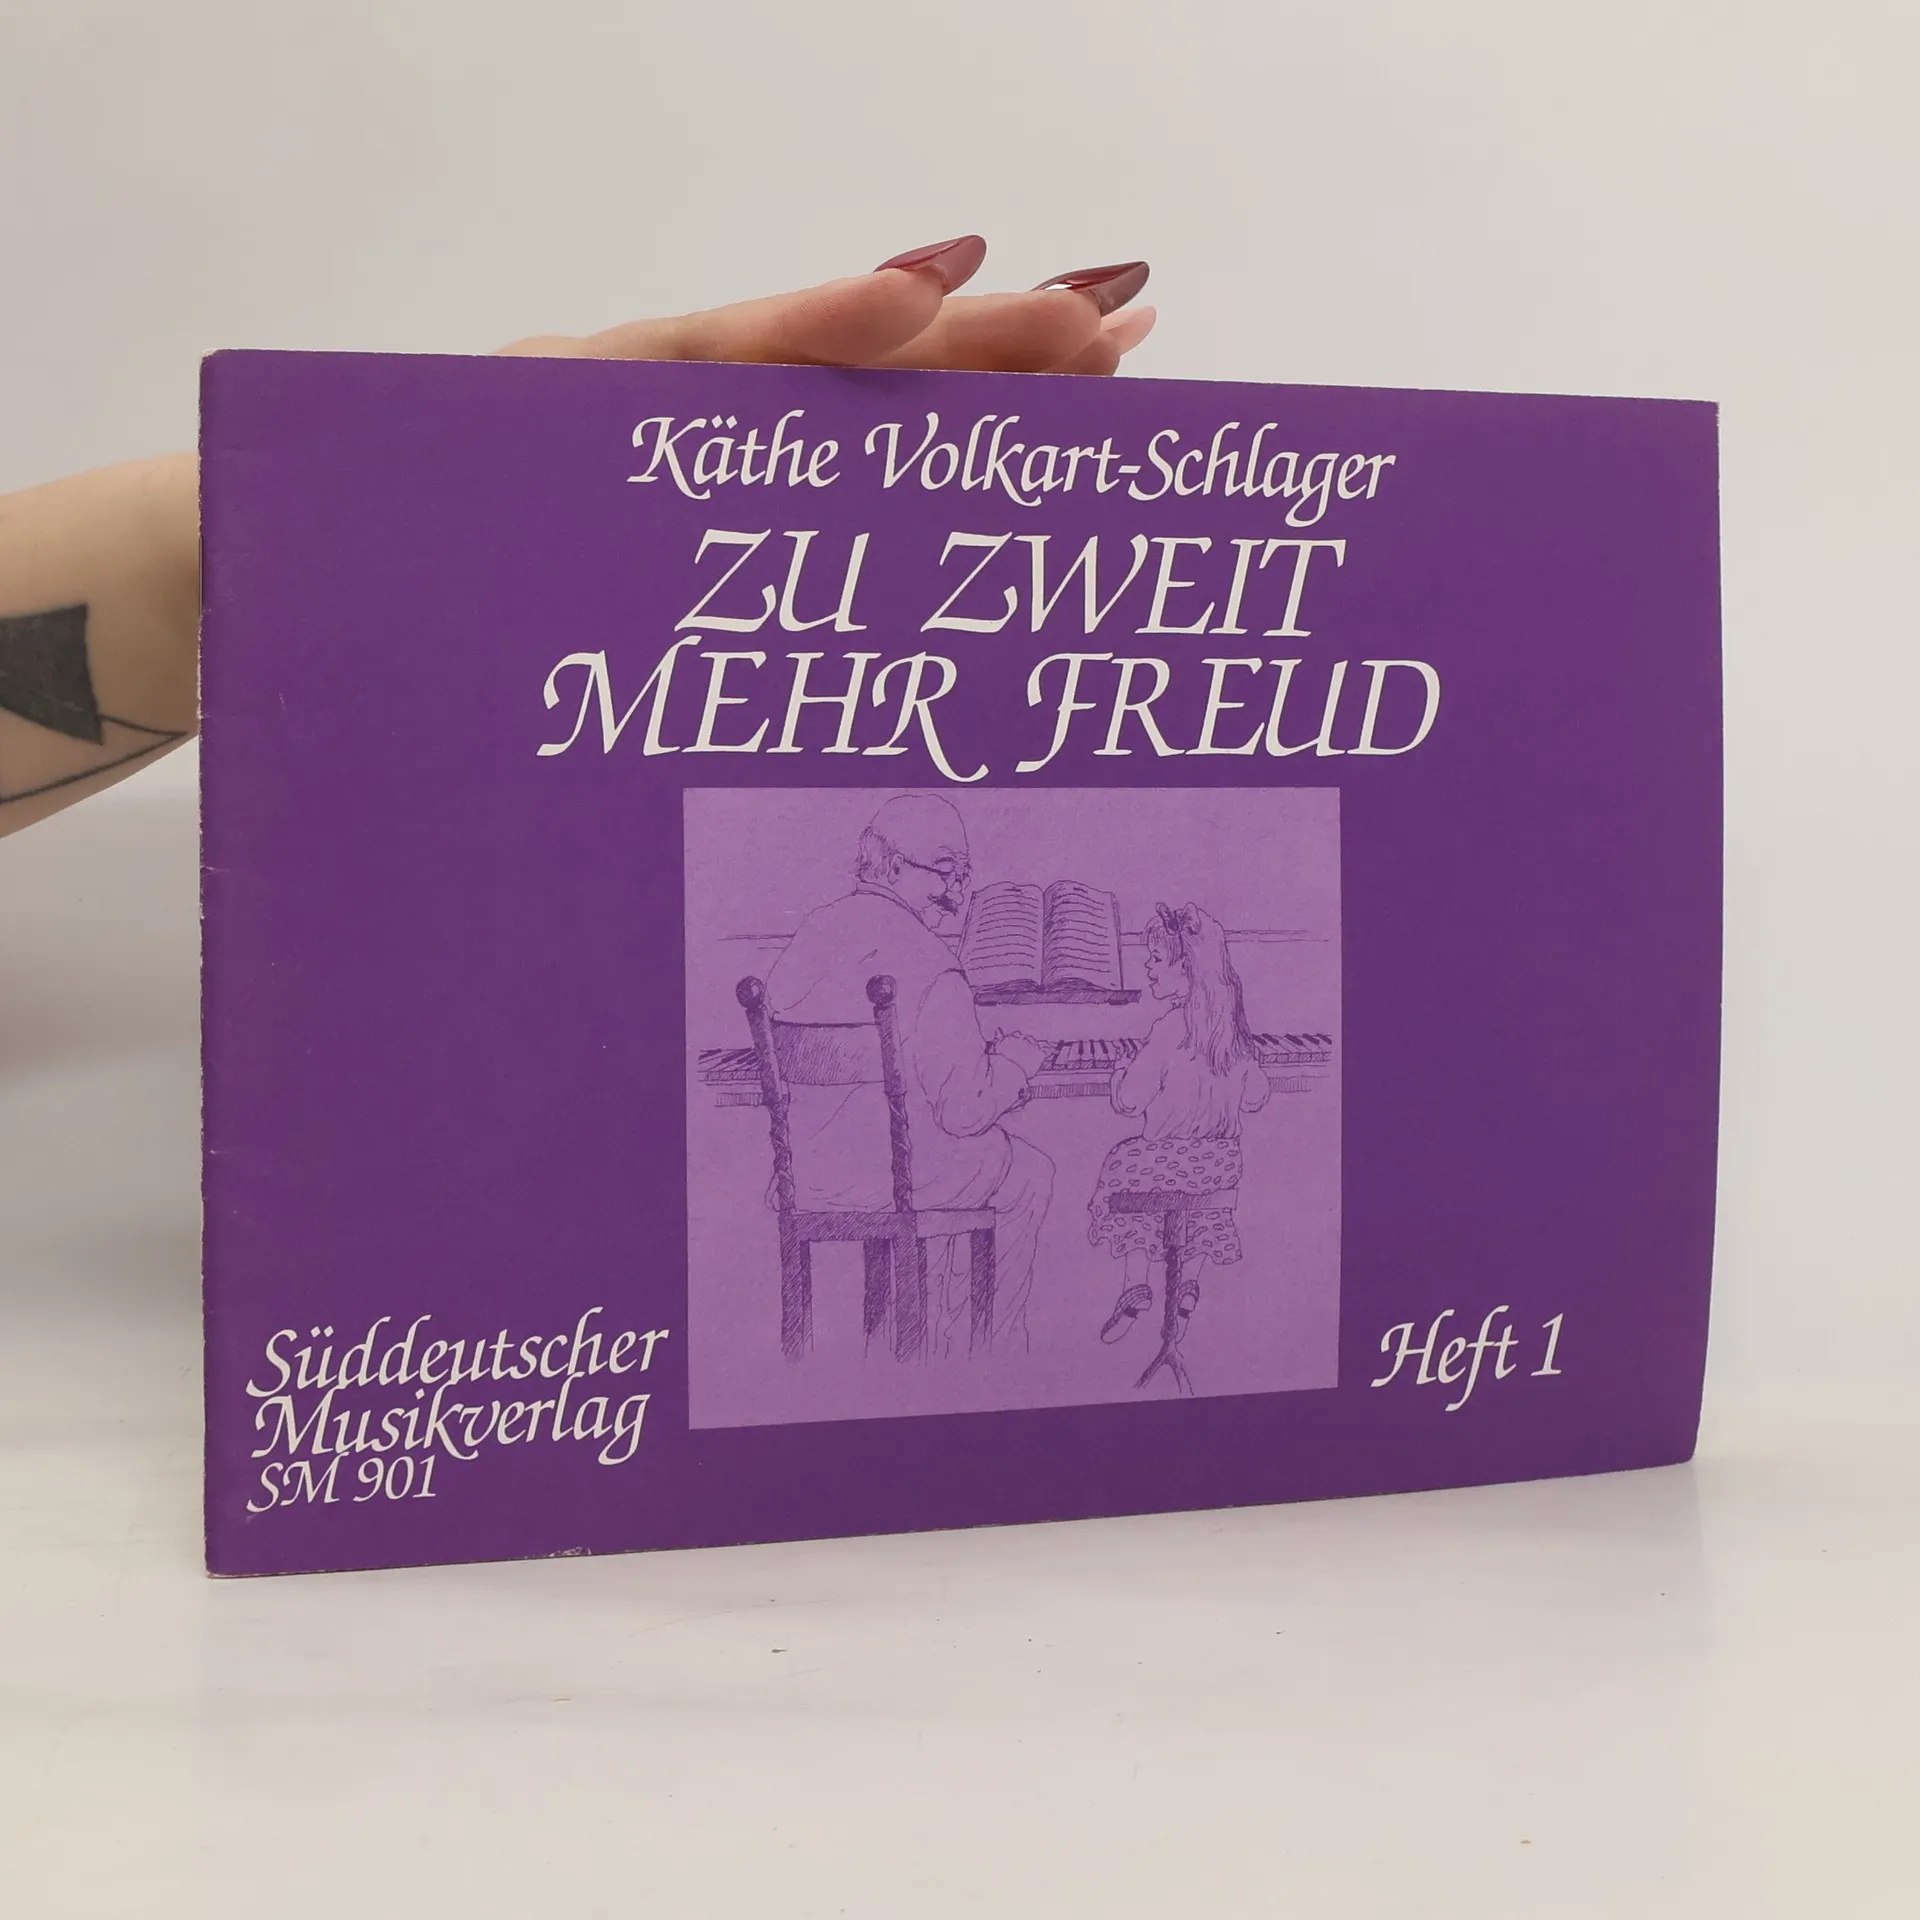 Käthe Volkart-Schlager
ZU ZWEIT
MEHR FREUD
Süddeutscher
Musikverlag
SM 901
Heft 1